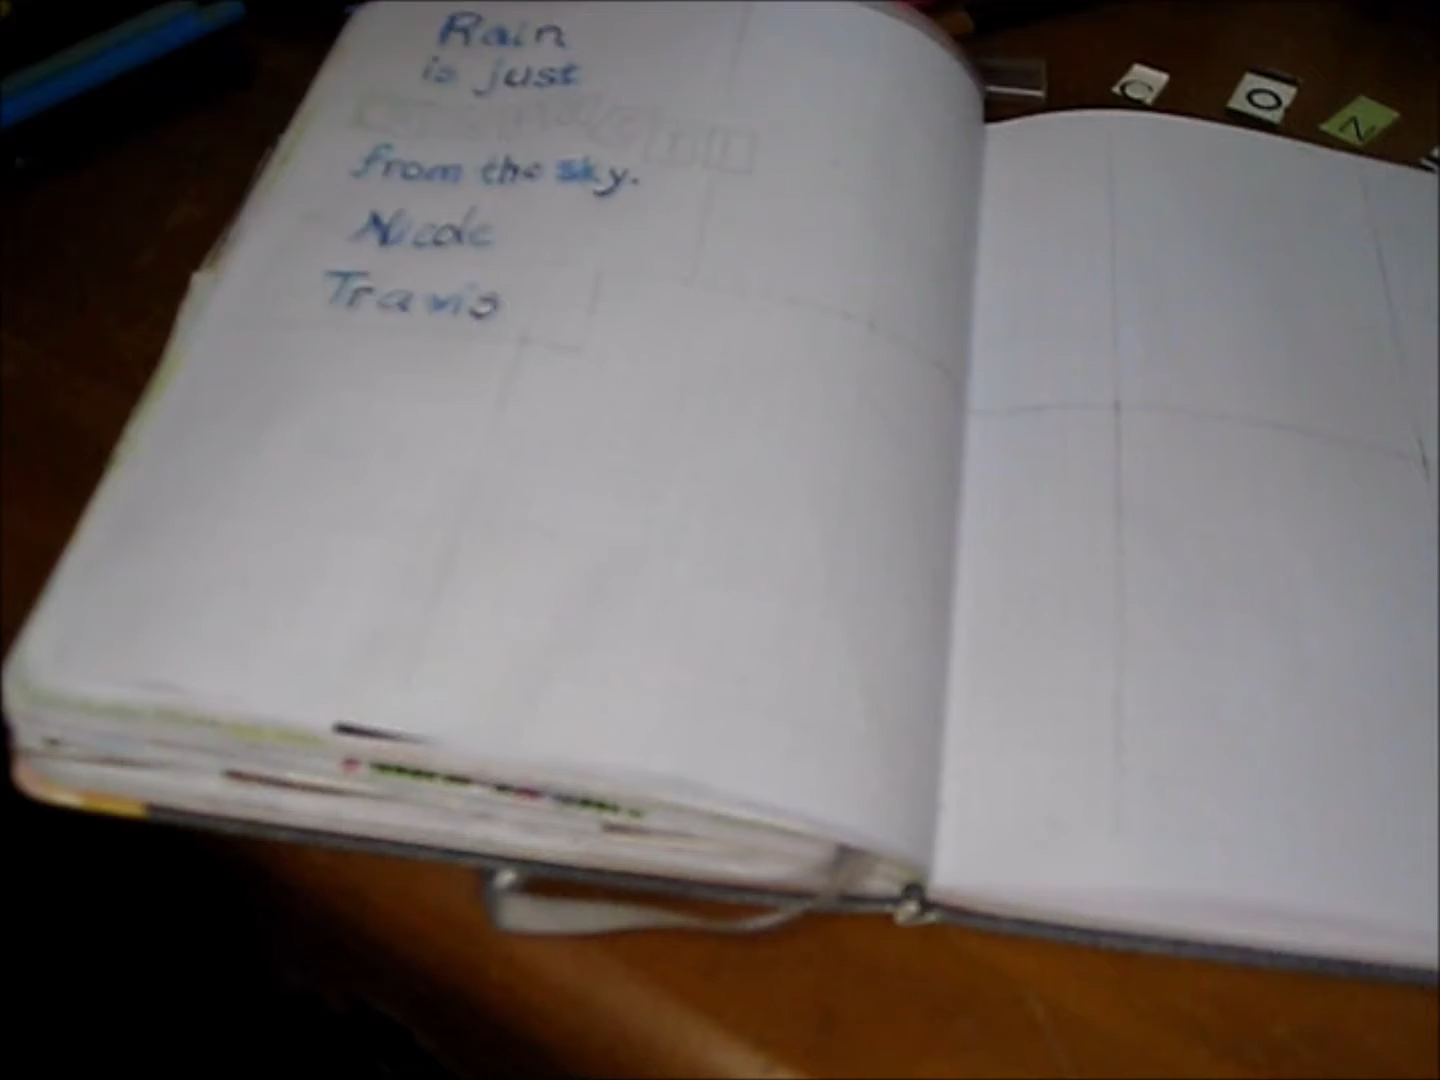 Rain
is just
from the sky.
Nicole
Travis
C
O
N